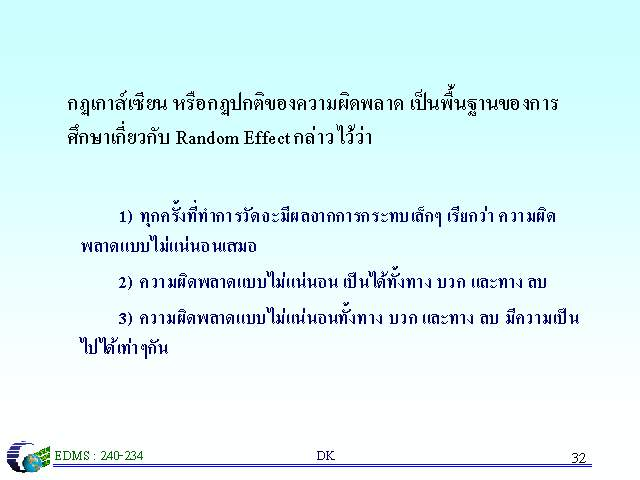 กฏเกาส์เซียน หรือกฏปกติของความผิดพลาด เป็นพื้นฐานของการ
ศึกษาเกี่ยวกับ Random Effect กล่าวไว้ว่า
1) ทุกครั้งที่ทำการวัดจะมีผลจากการกระทบเล็กๆ เรียกว่า ความผิด
พลาดแบบไม่แน่นอนเสมอ
2) ความผิดพลาดแบบไม่แน่นอน เป็นได้ทั้งทาง บวก และทาง ลบ
3) ความผิดพลาดแบบไม่แน่นอนทั้งทาง บวก และทาง ลบ มีความเป็น
ไปได้เท่าๆกัน
EDMS : 240-234 DK 32